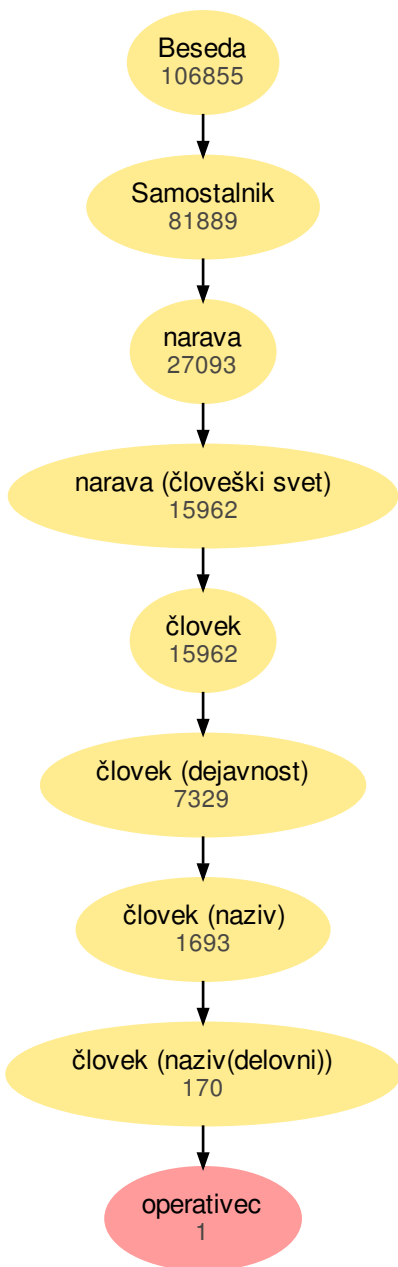 Beseda
106855
Samostalnik
81889
narava
27093
narava (človeški svet)
15962
človek
15962
človek (dejavnost)
7329
človek (naziv)
1693
človek (naziv(delovni))
170
operativec
1